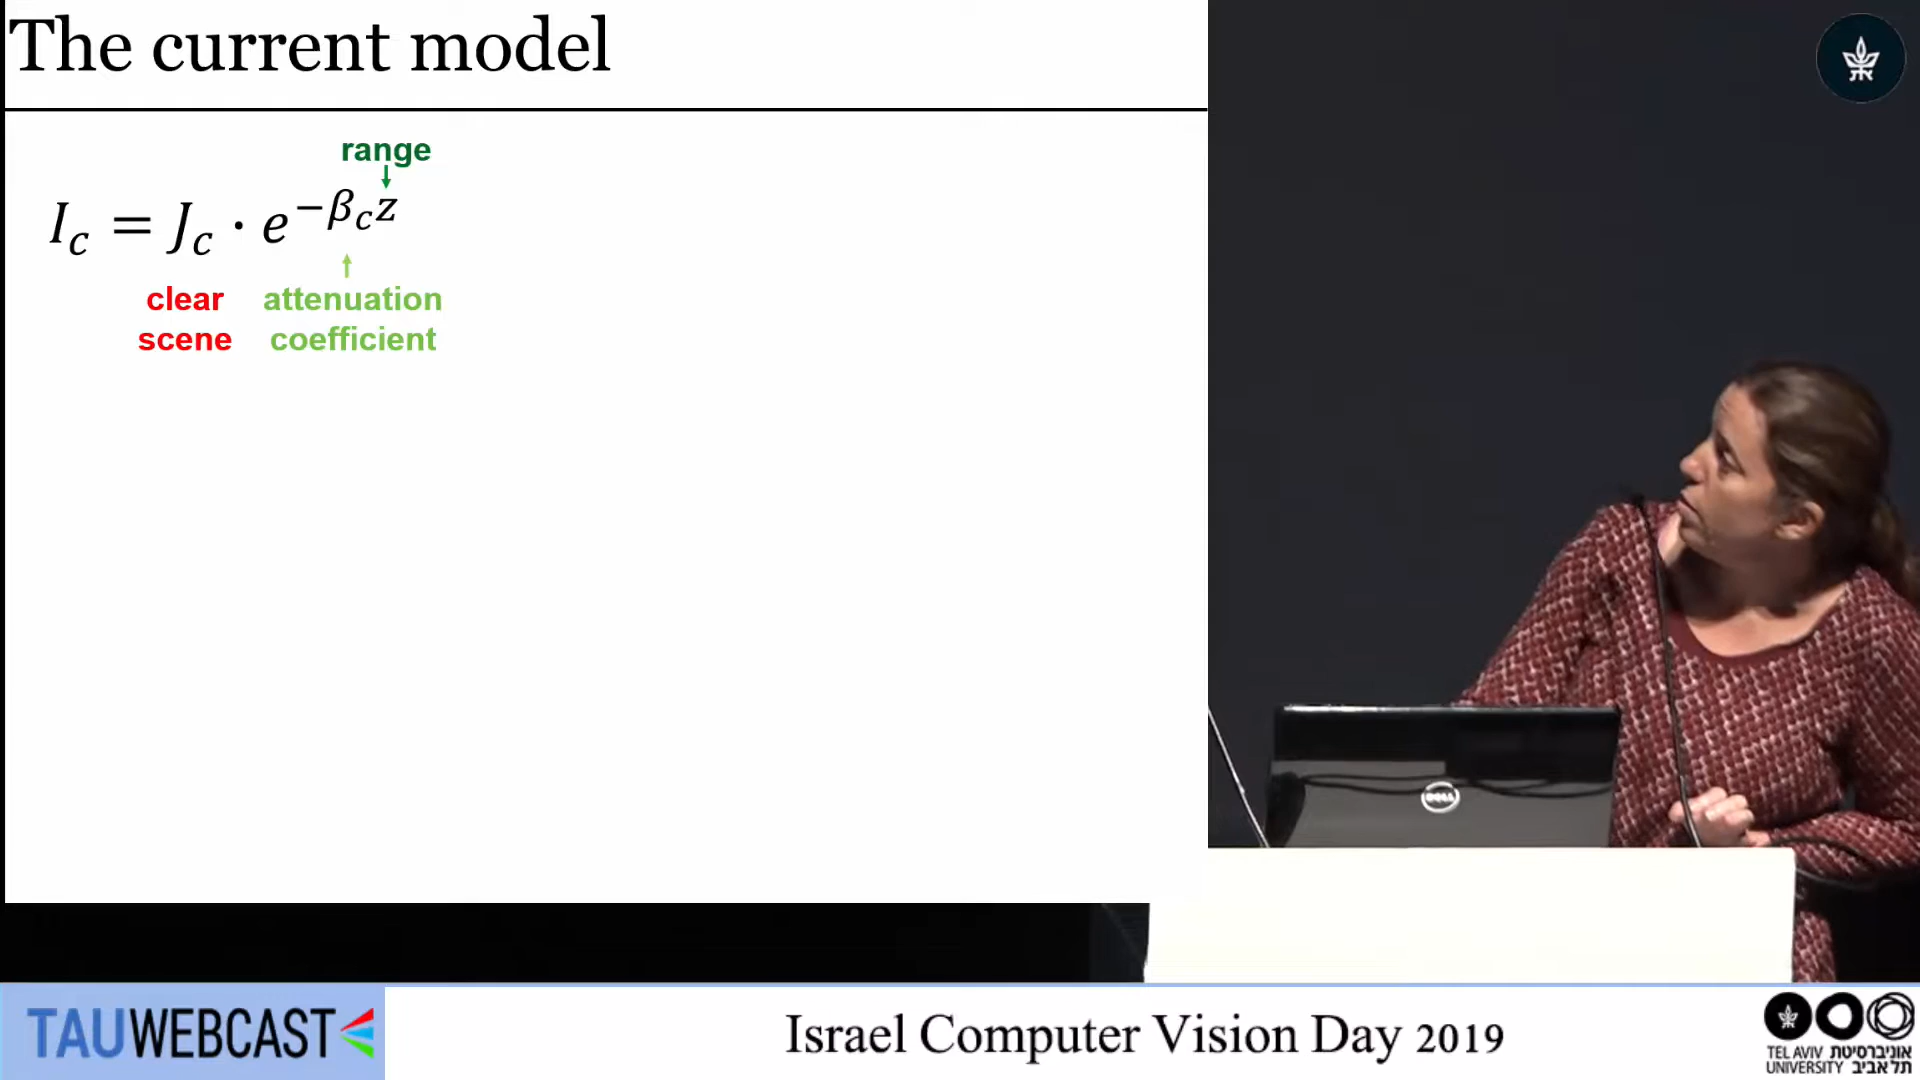 The current model
range
I_c = J_c · e^{−β_c z}
clear attenuation
scene coefficient
DELL
TAUWEBCAST
Israel Computer Vision Day 2019
TEL AVIV אוניברסיטת
UNIVERSITY תל אביב